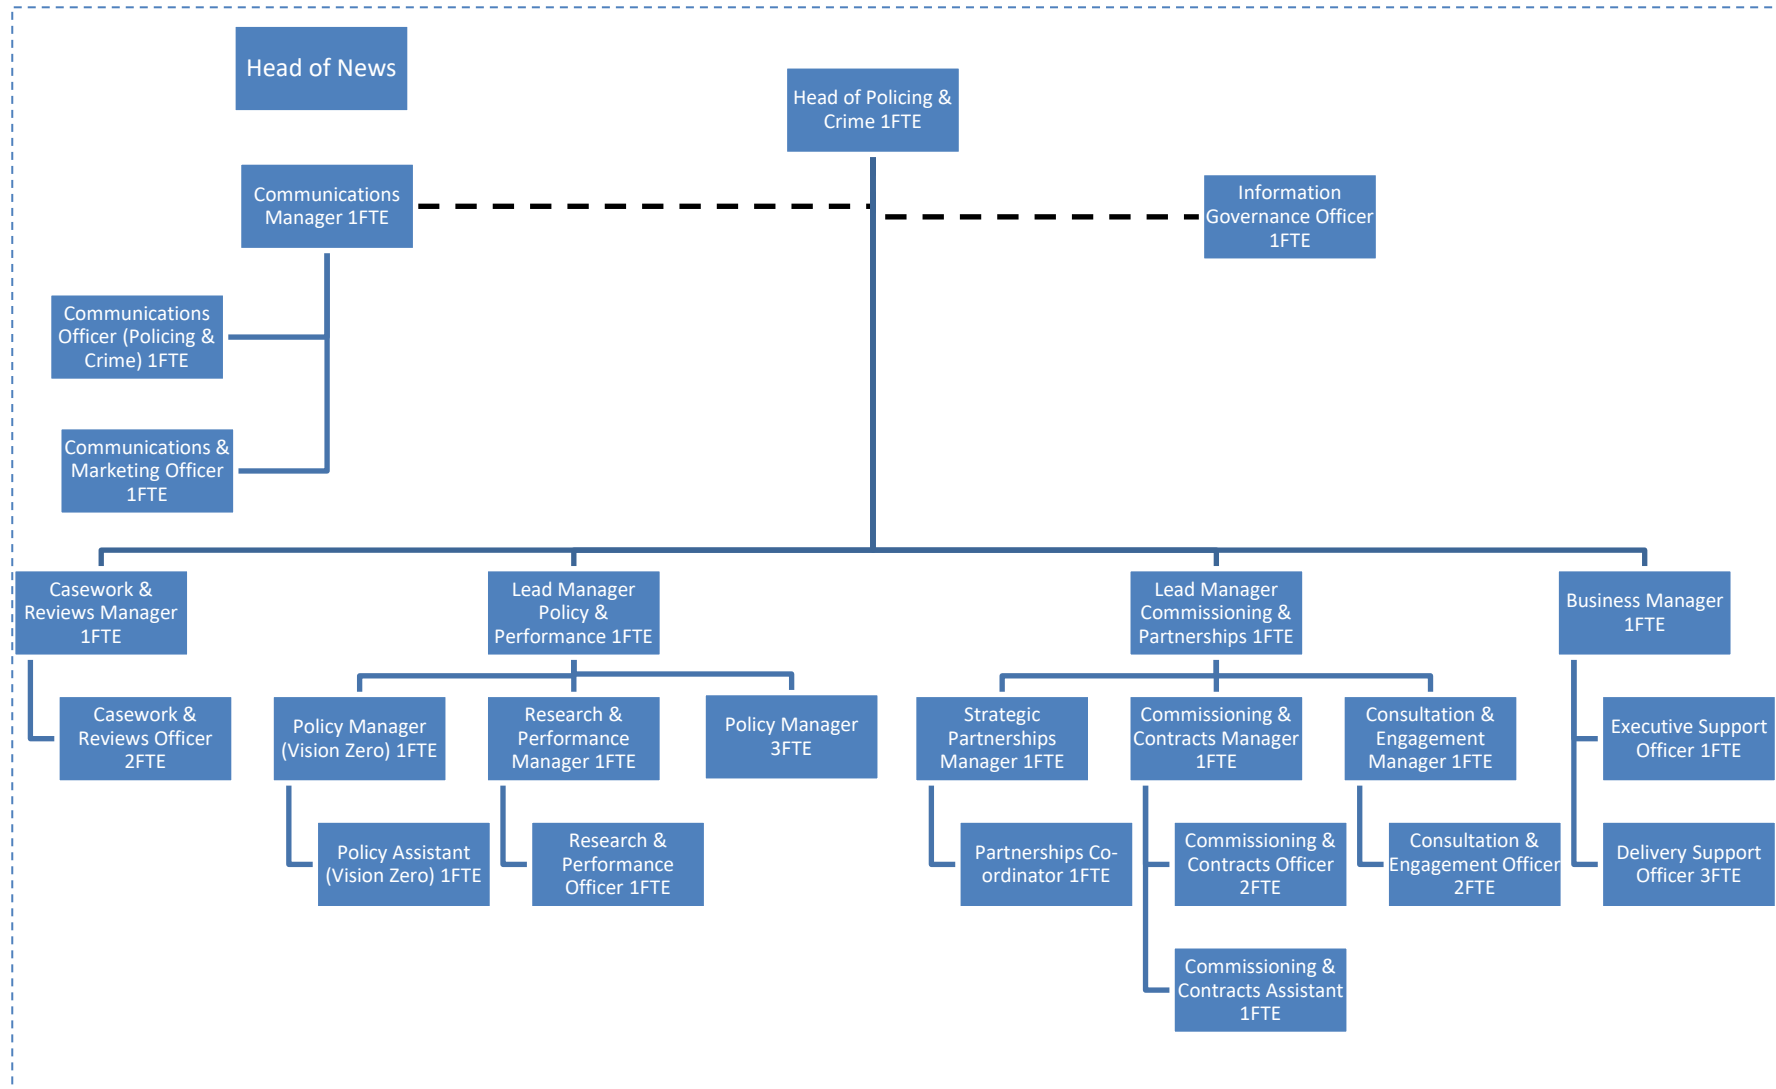 Head of News
Head of Policing &
Crime 1FTE
Communications
Manager 1FTE
Information
Governance Officer
1FTE
Communications
Officer (Policing &
Crime) 1FTE
Communications &
Marketing Officer
1FTE
Casework &
Reviews Manager
1FTE
Lead Manager
Policy &
Performance 1FTE
Lead Manager
Commissioning &
Partnerships 1FTE
Business Manager
1FTE
Casework &
Reviews Officer
2FTE
Policy Manager
(Vision Zero) 1FTE
Research &
Performance
Manager 1FTE
Policy Manager
3FTE
Strategic
Partnerships
Manager 1FTE
Commissioning &
Contracts Manager
1FTE
Consultation &
Engagement
Manager 1FTE
Executive Support
Officer 1FTE
Policy Assistant
(Vision Zero) 1FTE
Research &
Performance
Officer 1FTE
Partnerships Co-
ordinator 1FTE
Commissioning &
Contracts Officer
2FTE
Consultation &
Engagement Officer
2FTE
Delivery Support
Officer 3FTE
Commissioning &
Contracts Assistant
1FTE